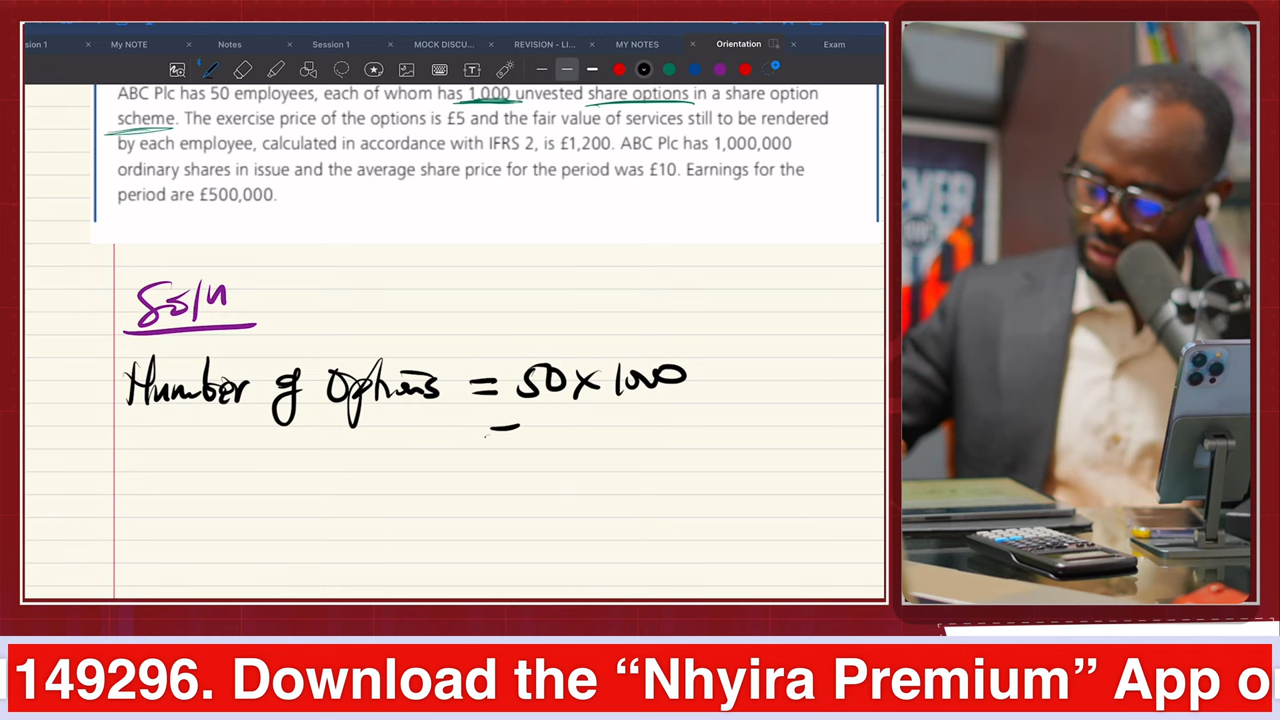 sion 1 × My NOTE × Notes × Session 1 × MOCK DISCU... × REVISION - LI... × MY NOTES × Orientation × Exam
ABC Plc has 50 employees, each of whom has 1,000 unvested share options in a share option
scheme. The exercise price of the options is £5 and the fair value of services still to be rendered
by each employee, calculated in accordance with IFRS 2, is £1,200. ABC Plc has 1,000,000
ordinary shares in issue and the average share price for the period was £10. Earnings for the
period are £500,000.
Soln
Number of Options = 50 × 1000
149296. Download the “Nhyira Premium” App o